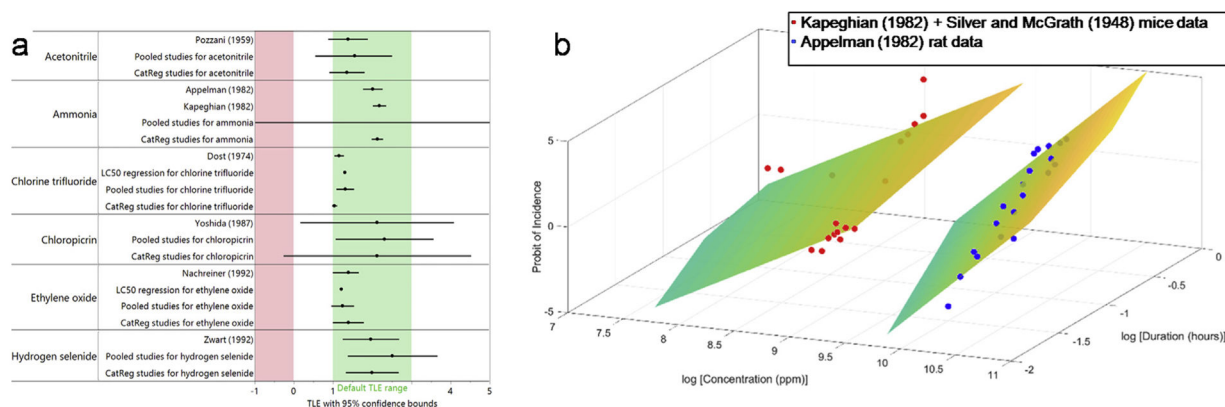 a
Acetonitrile
Pozzani (1959)
Pooled studies for acetonitrile
CatReg studies for acetonitrile
Ammonia
Appelman (1982)
Kapeghian (1982)
Pooled studies for ammonia
CatReg studies for ammonia
Chlorine trifluoride
Dost (1974)
LC50 regression for chlorine trifluoride
Pooled studies for chlorine trifluoride
CatReg studies for chlorine trifluoride
Chloropicrin
Yoshida (1987)
Pooled studies for chloropicrin
CatReg studies for chloropicrin
Ethylene oxide
Nachreiner (1992)
LC50 regression for ethylene oxide
Pooled studies for ethylene oxide
CatReg studies for ethylene oxide
Hydrogen selenide
Zwart (1992)
Pooled studies for hydrogen selenide
CatReg studies for hydrogen selenide
Default TLE range
-1 0 1 2 3 4 5
TLE with 95% confidence bounds
b
Kapeghian (1982) + Silver and McGrath (1948) mice data
Appelman (1982) rat data
Probit of Incidence
5
0
-5
7 7.5 8 8.5 9 9.5 10 10.5 11
log [Concentration (ppm)]
-2 -1.5 -1 -0.5 0
log [Duration (hours)]